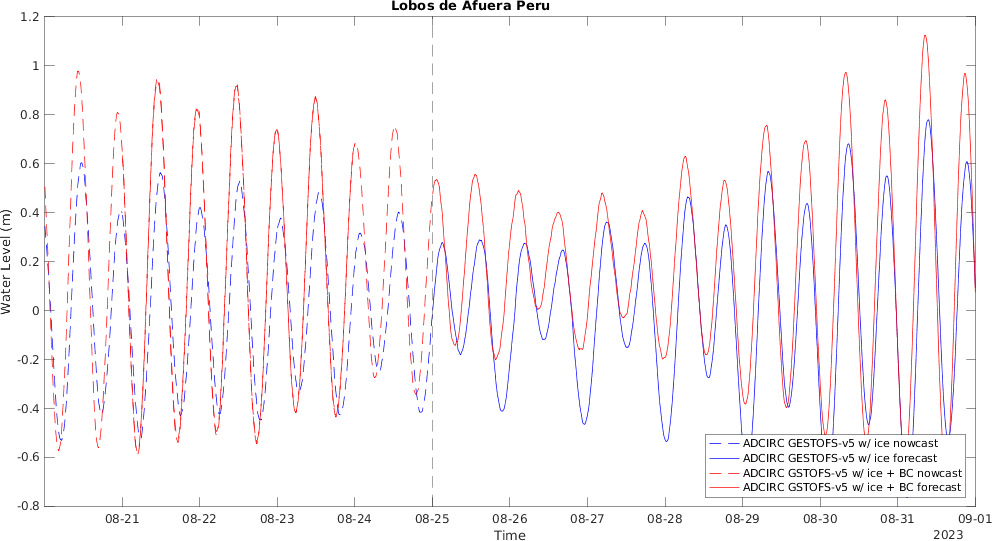 Lobos de Afuera Peru
1.2
1
0.8
0.6
0.4
0.2
0
-0.2
-0.4
-0.6
-0.8
Water Level (m)
ADCIRC GESTOFS-v5 w/ ice nowcast
ADCIRC GESTOFS-v5 w/ ice forecast
ADCIRC GSTOFS-v5 w/ ice + BC nowcast
ADCIRC GSTOFS-v5 w/ ice + BC forecast
08-21 08-22 08-23 08-24 08-25 08-26 08-27 08-28 08-29 08-30 08-31 09-01
Time
2023